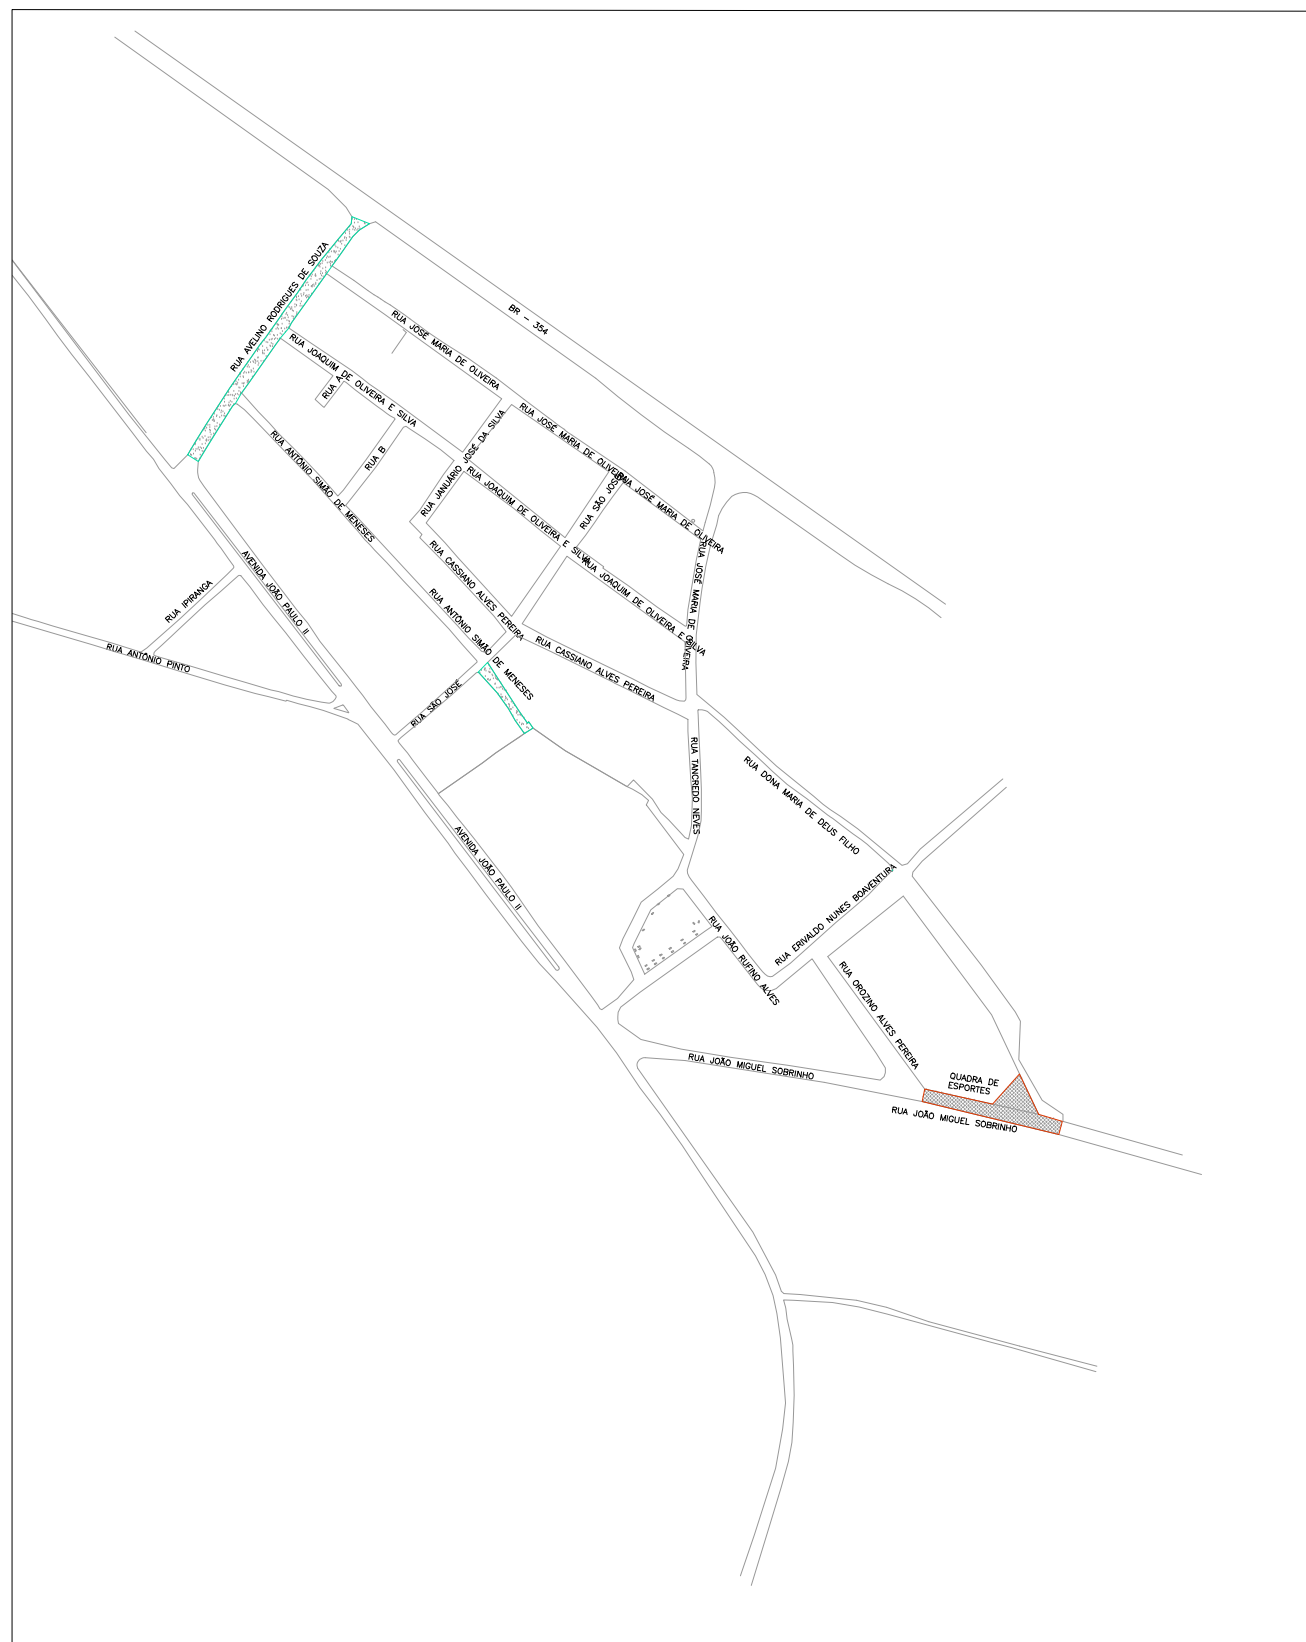 RUA AVELINO RODRIGUES DE SOUZA
BR - 354
RUA JOSÉ MARIA DE OLIVEIRA
RUA JOAQUIM DE OLIVEIRA E SILVA
RUA A
RUA JOSÉ MARIA DE OLIVEIRA
RUA JANUÁRIO JOSÉ DA SILVA
RUA B
RUA ANTÔNIO SIMÃO DE MENESES
RUA JOAQUIM DE OLIVEIRA E SILVA
RUA SÃO JOSÉ
RUA JOSÉ MARIA DE OLIVEIRA
RUA JOSÉ MARIA DE OLIVEIRA
RUA CASSIANO ALVES PEREIRA
RUA JOAQUIM DE OLIVEIRA E SILVA
AVENIDA JOÃO PAULO II
RUA IPIRANGA
RUA ANTÔNIO PINTO
RUA ANTÔNIO SIMÃO DE MENESES
RUA CASSIANO ALVES PEREIRA
RUA SÃO JOSÉ
RUA TANCREDO NEVES
RUA DONA MARIA DE DEUS FILHO
AVENIDA JOÃO PAULO II
RUA ERIVALDO NUNES BOAVENTURA
RUA JOÃO RUFINO ALVES
RUA OROZINO ALVES PEREIRA
RUA JOÃO MIGUEL SOBRINHO
QUADRA DE
ESPORTES
RUA JOÃO MIGUEL SOBRINHO